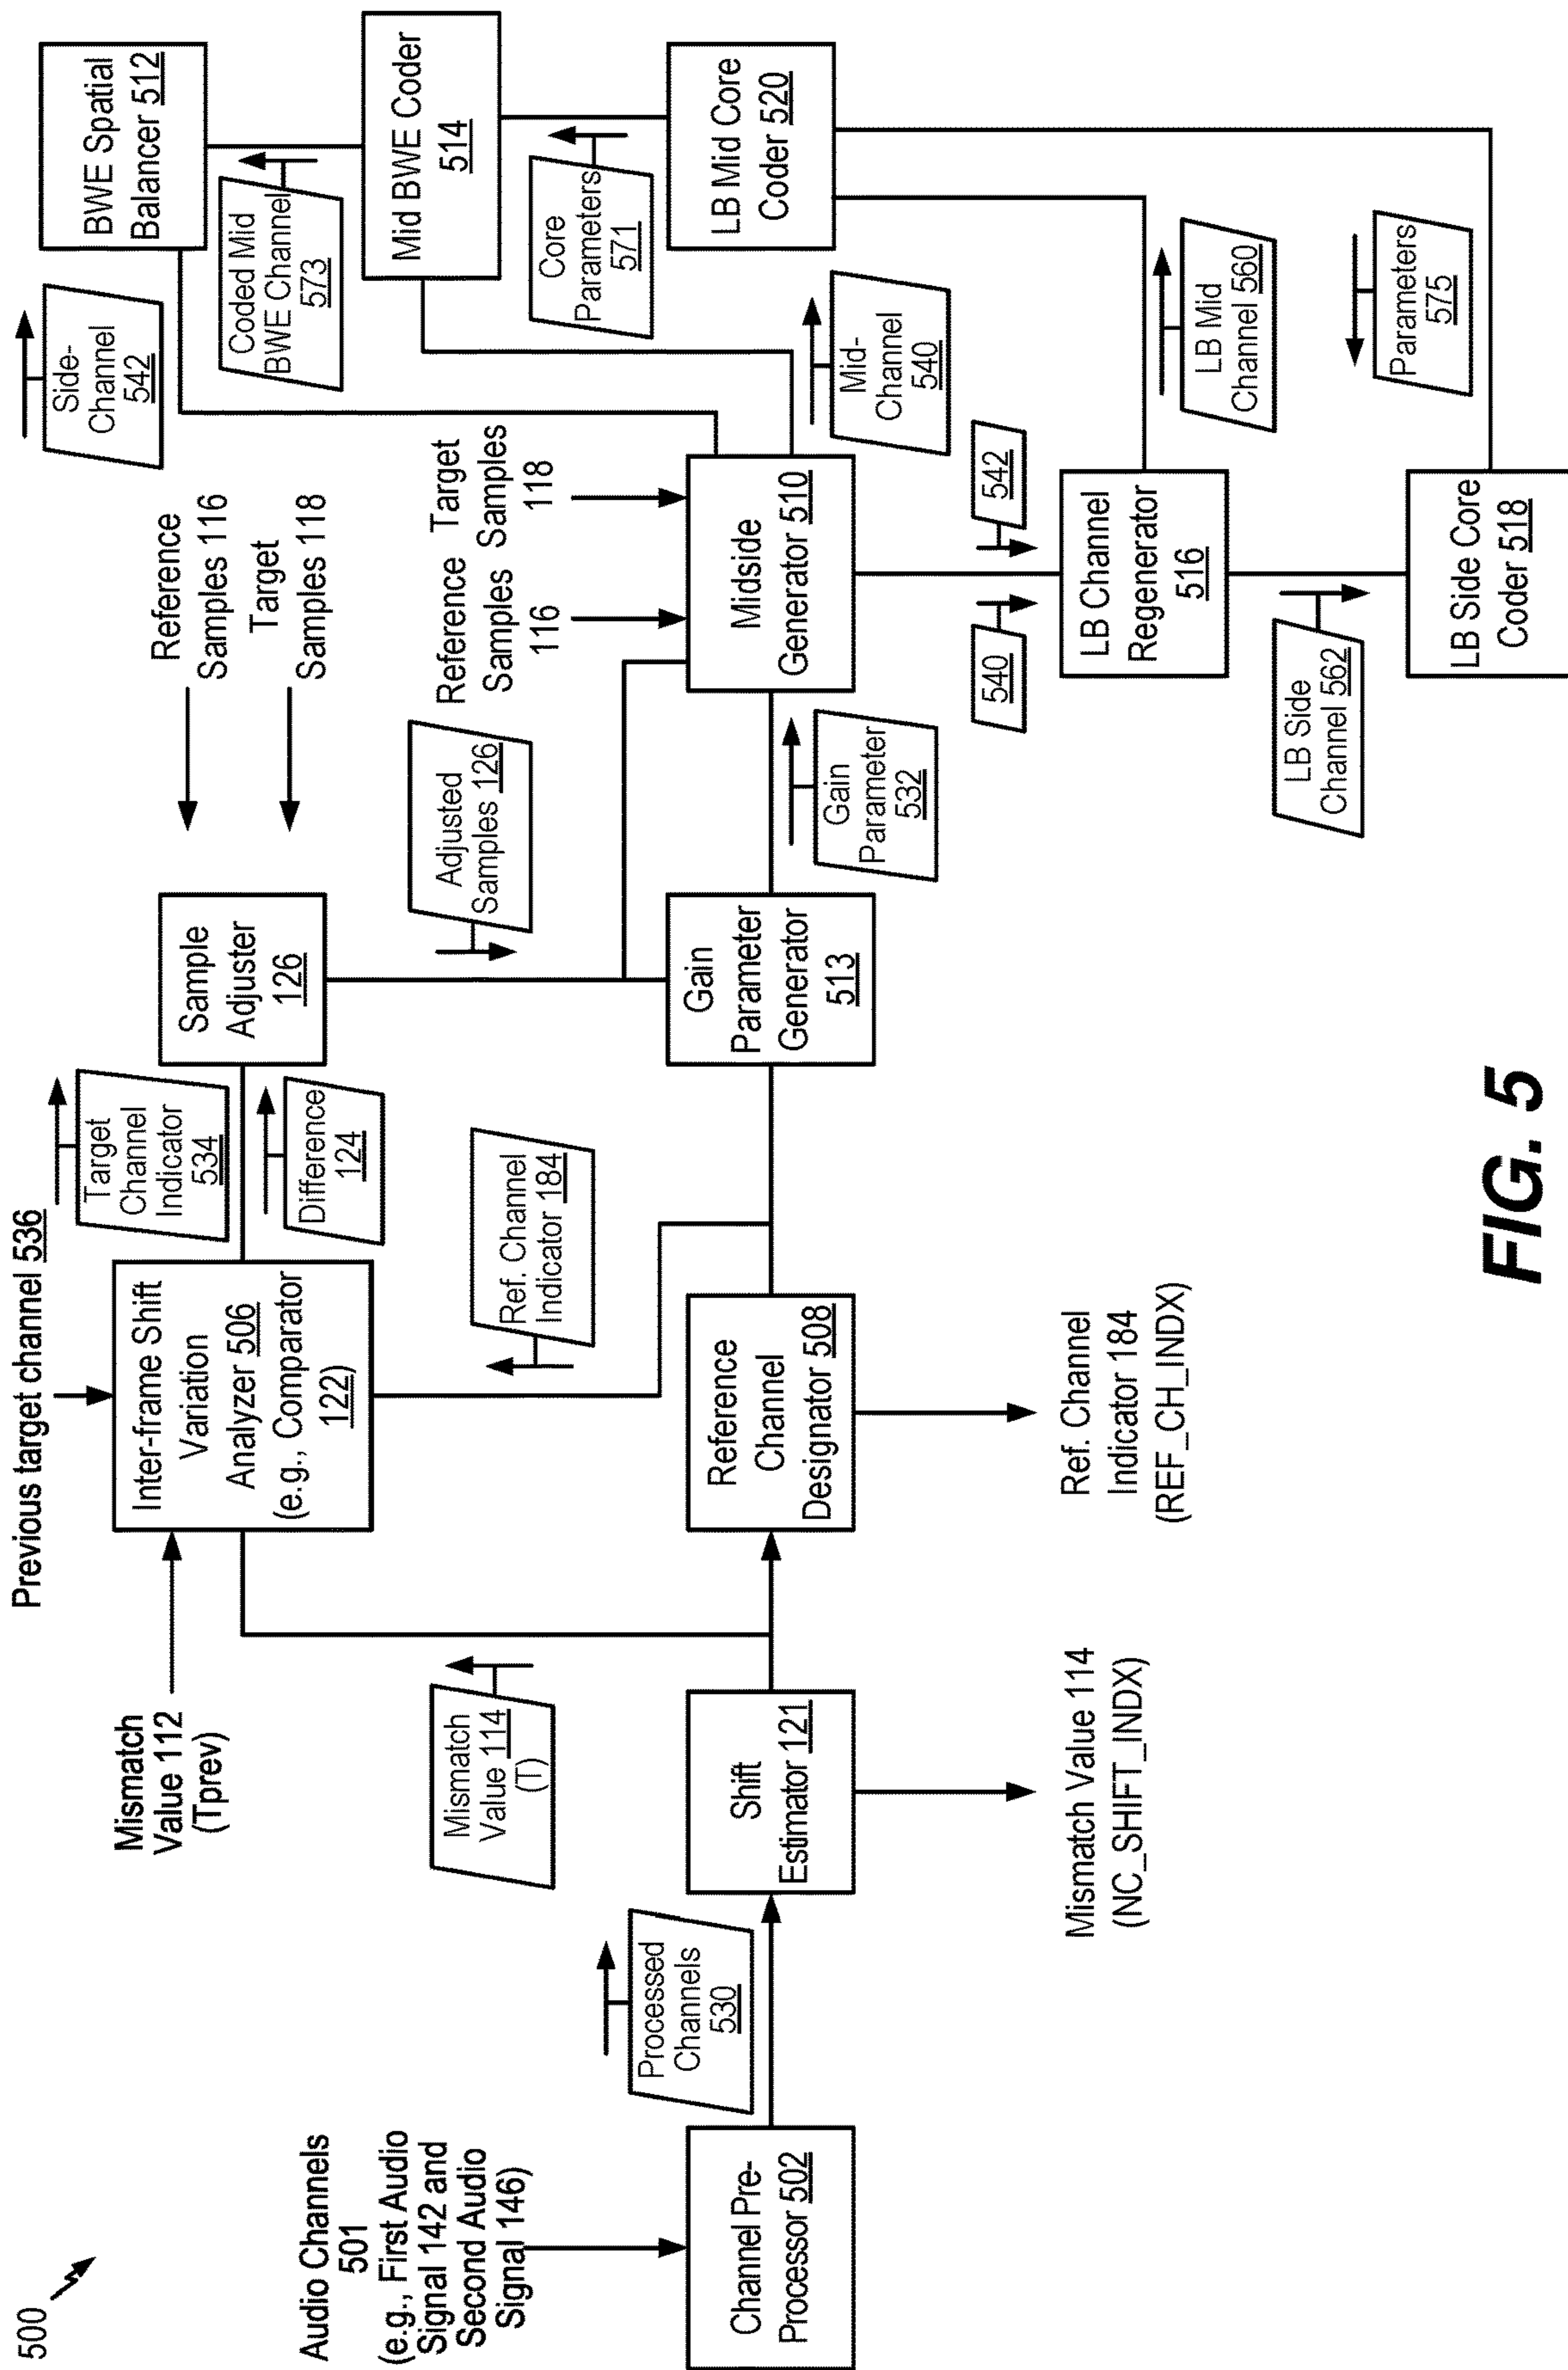 500
Audio Channels
501
(e.g., First Audio
Signal 142 and
Second Audio
Signal 146)
Channel Pre-
Processor 502
Processed
Channels
530
Shift
Estimator 121
Mismatch Value 114
(NC_SHIFT_INDX)
Mismatch
Value 114
(T)
Mismatch
Value 112
(Tprev)
Previous target channel 536
Inter-frame Shift
Variation
Analyzer 506
(e.g., Comparator
122)
Reference
Channel
Designator 508
Ref. Channel
Indicator 184
(REF_CH_INDX)
Ref. Channel
Indicator 184
Target
Channel
Indicator
534
Difference
124
Sample
Adjuster
126
Reference
Samples 116
Target
Samples 118
Adjusted
Samples 126
Gain
Parameter
Generator
513
Gain
Parameter
532
Reference
Samples
116
Target
Samples
118
Midside
Generator 510
Side-
Channel
542
Mid-
Channel
540
BWE Spatial
Balancer 512
Coded Mid
BWE Channel
573
Mid BWE Coder
514
Core
Parameters
571
LB Mid Core
Coder 520
540
542
LB Channel
Regenerator
516
LB Mid
Channel 560
LB Side
Channel 562
LB Side Core
Coder 518
Parameters
575
FIG. 5